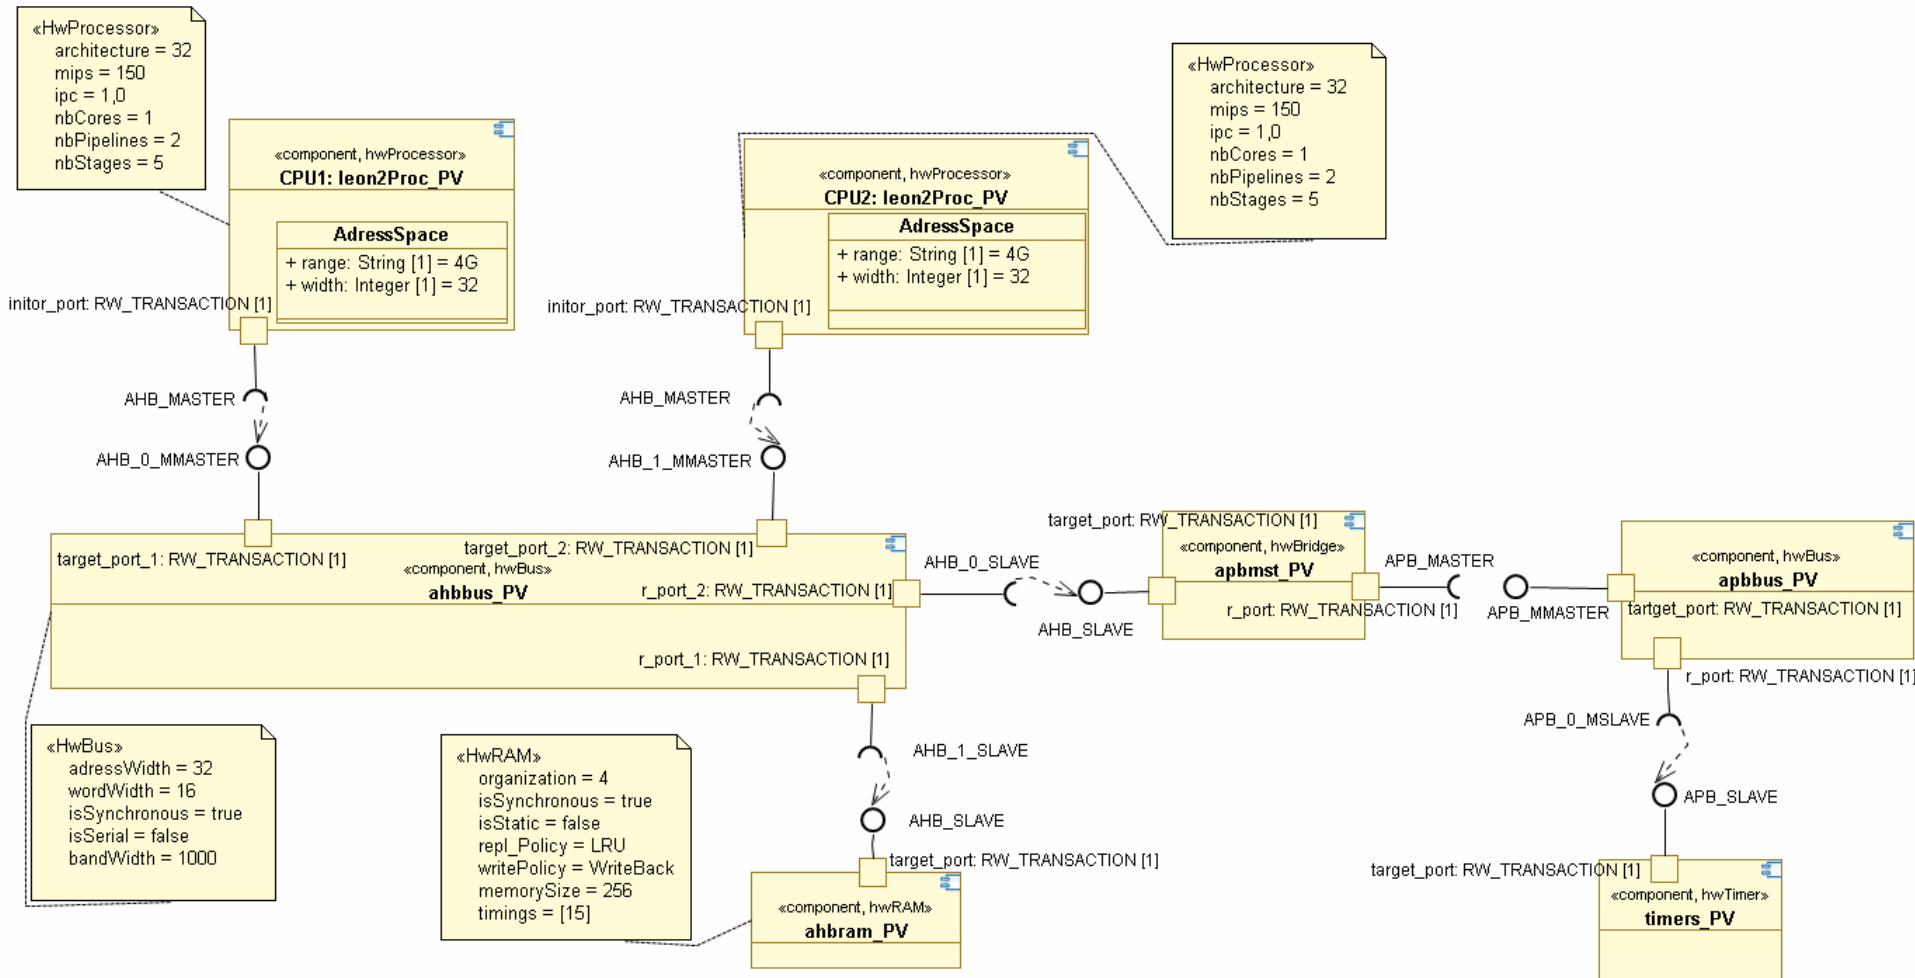 «HwProcessor»
architecture = 32
mips = 150
ipc = 1,0
nbCores = 1
nbPipelines = 2
nbStages = 5
«component, hwProcessor»
CPU1: leon2Proc_PV
AdressSpace
+ range: String [1] = 4G
+ width: Integer [1] = 32
initor_port: RW_TRANSACTION [1]
«component, hwProcessor»
CPU2: leon2Proc_PV
AdressSpace
+ range: String [1] = 4G
+ width: Integer [1] = 32
initor_port: RW_TRANSACTION [1]
«HwProcessor»
architecture = 32
mips = 150
ipc = 1,0
nbCores = 1
nbPipelines = 2
nbStages = 5
AHB_MASTER
AHB_0_MMASTER
AHB_MASTER
AHB_1_MMASTER
target_port_1: RW_TRANSACTION [1]
target_port_2: RW_TRANSACTION [1]
«component, hwBus»
ahbbus_PV
r_port_2: RW_TRANSACTION [1]
r_port_1: RW_TRANSACTION [1]
AHB_0_SLAVE
AHB_SLAVE
target_port: RW_TRANSACTION [1]
«component, hwBridge»
apbmst_PV
r_port: RW_TRANSACTION [1]
APB_MASTER
APB_MMASTER
«component, hwBus»
apbbus_PV
tartget_port: RW_TRANSACTION [1]
r_port: RW_TRANSACTION [1]
APB_0_MSLAVE
APB_SLAVE
target_port: RW_TRANSACTION [1]
«component, hwTimer»
timers_PV
«HwBus»
adressWidth = 32
wordWidth = 16
isSynchronous = true
isSerial = false
bandWidth = 1000
«HwRAM»
organization = 4
isSynchronous = true
isStatic = false
repl_Policy = LRU
writePolicy = WriteBack
memorySize = 256
timings = [15]
AHB_1_SLAVE
AHB_SLAVE
target_port: RW_TRANSACTION [1]
«component, hwRAM»
ahbram_PV